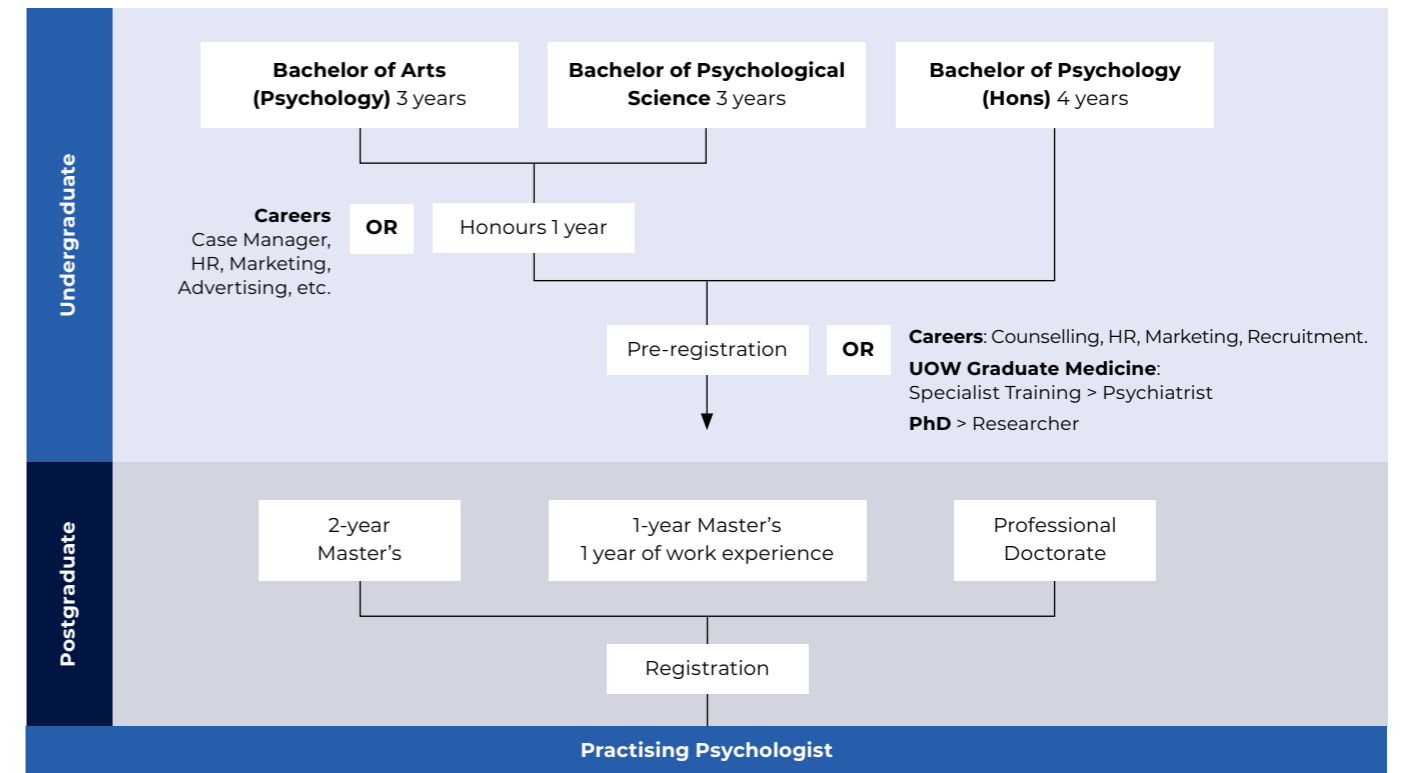 Undergraduate
Bachelor of Arts
(Psychology) 3 years
Bachelor of Psychological
Science 3 years
Bachelor of Psychology
(Hons) 4 years
Careers
Case Manager,
HR, Marketing,
Advertising, etc.
OR
Honours 1 year
Pre-registration
OR
Careers: Counselling, HR, Marketing, Recruitment.
UOW Graduate Medicine:
Specialist Training > Psychiatrist
PhD > Researcher
Postgraduate
2-year
Master’s
1-year Master’s
1 year of work experience
Professional
Doctorate
Registration
Practising Psychologist